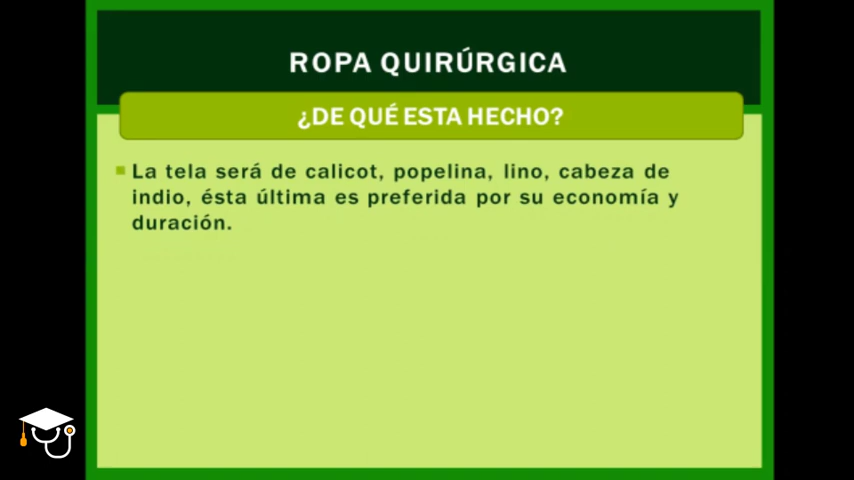 ROPA QUIRÚRGICA
¿DE QUÉ ESTA HECHO?
La tela será de calicot, popelina, lino, cabeza de
indio, ésta última es preferida por su economía y
duración.